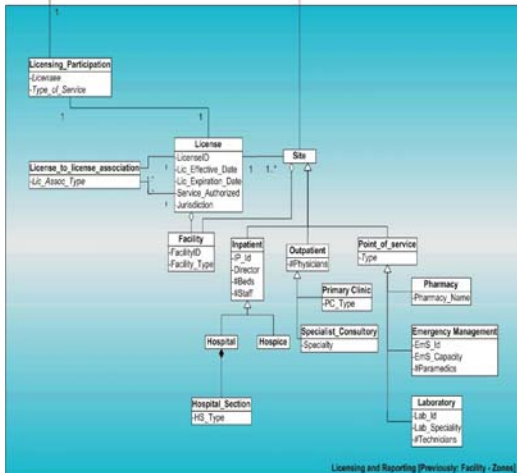 1
Licensing_Participation
-Licensee
-Type_of_Service
1
1
License
-LicenseID
-Lic_Effective_Date
-Lic_Expiration_Date
-Service_Authorized
-Jurisdiction
License_to_license_association
-Lic_Assoc_Type
1
1
1
1..*
Site
Facility
-FacilityID
-Facility_Type
Inpatient
-IP_Id
-Director
-#Beds
-#Staff
Outpatient
-#Physicians
Point_of_service
-Type
Primary Clinic
-PC_Type
Pharmacy
-Pharmacy_Name
Hospital
Hospice
Specialist_Consultory
-Specialty
Emergency Management
-EmS_Id
-EmS_Capacity
-#Paramedics
Hospital_Section
-HS_Type
Laboratory
-Lab_Id
-Lab_Speciality
-#Technicians
Licensing and Reporting [Previously: Facility - Zones]